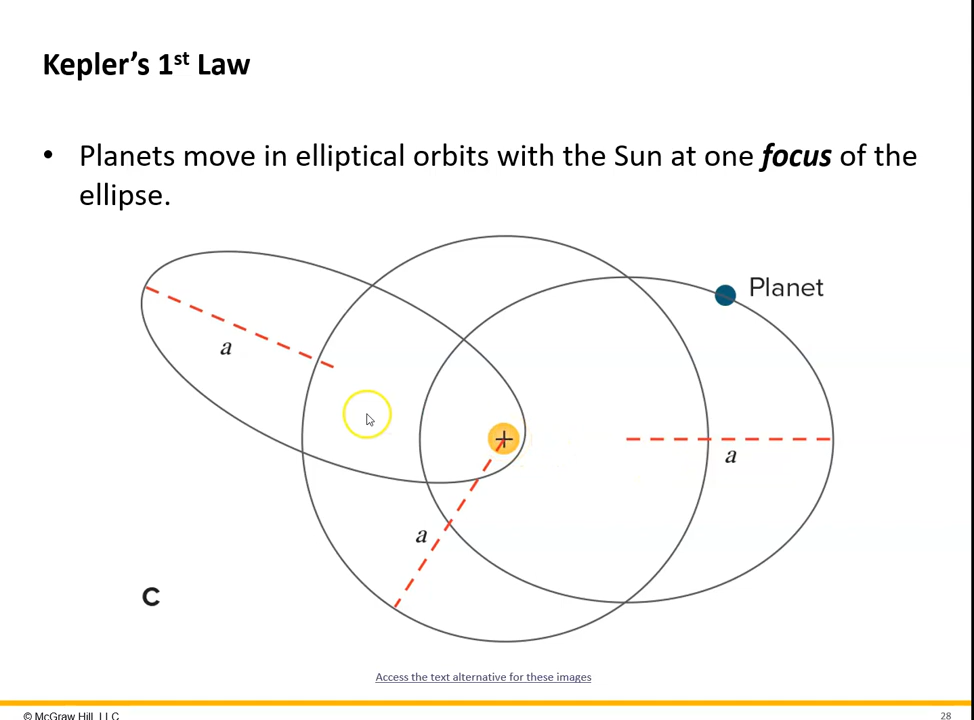 Kepler's 1st Law
• Planets move in elliptical orbits with the Sun at one focus of the
ellipse.
Planet
a
a
a
C
Access the text alternative for these images
© McGraw Hill, LLC
28